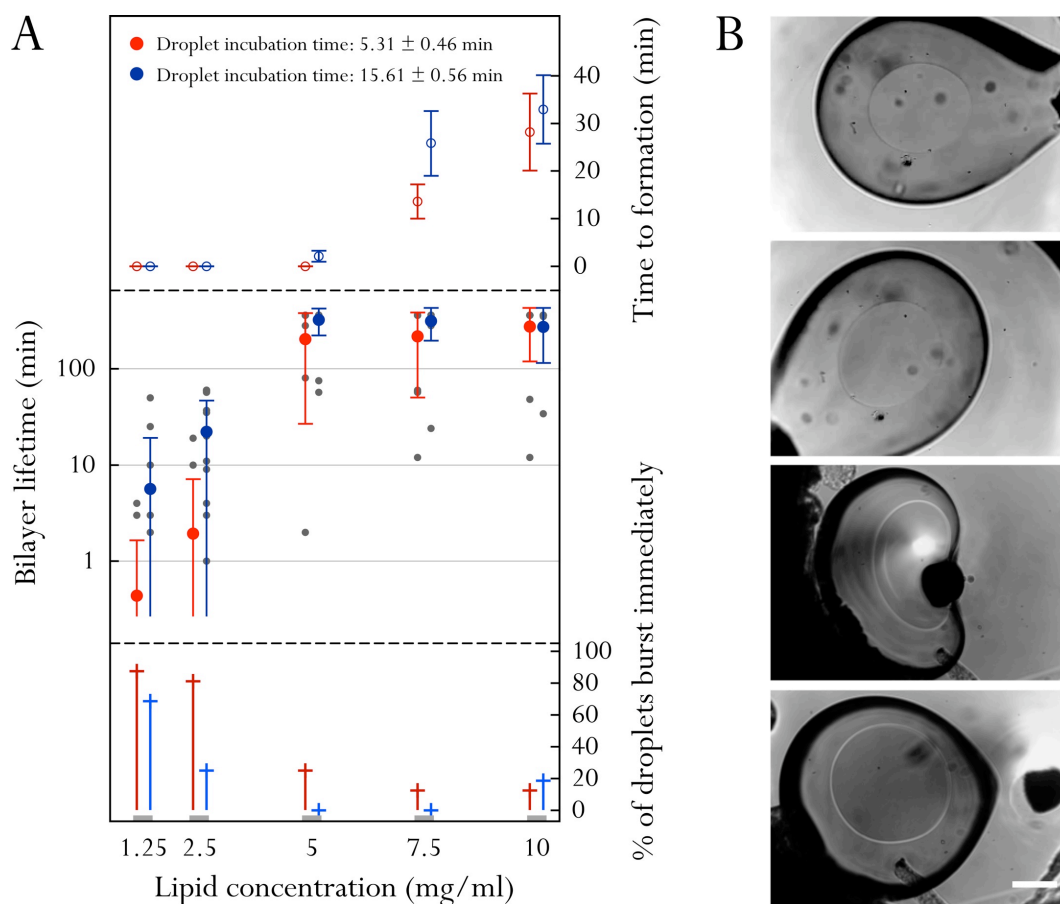 A
Droplet incubation time: 5.31 ± 0.46 min
Droplet incubation time: 15.61 ± 0.56 min
40
30
20
10
0
Time to formation (min)
100
10
1
Bilayer lifetime (min)
100
80
60
40
20
0
% of droplets burst immediately
1.25 2.5 5 7.5 10
Lipid concentration (mg/ml)
B